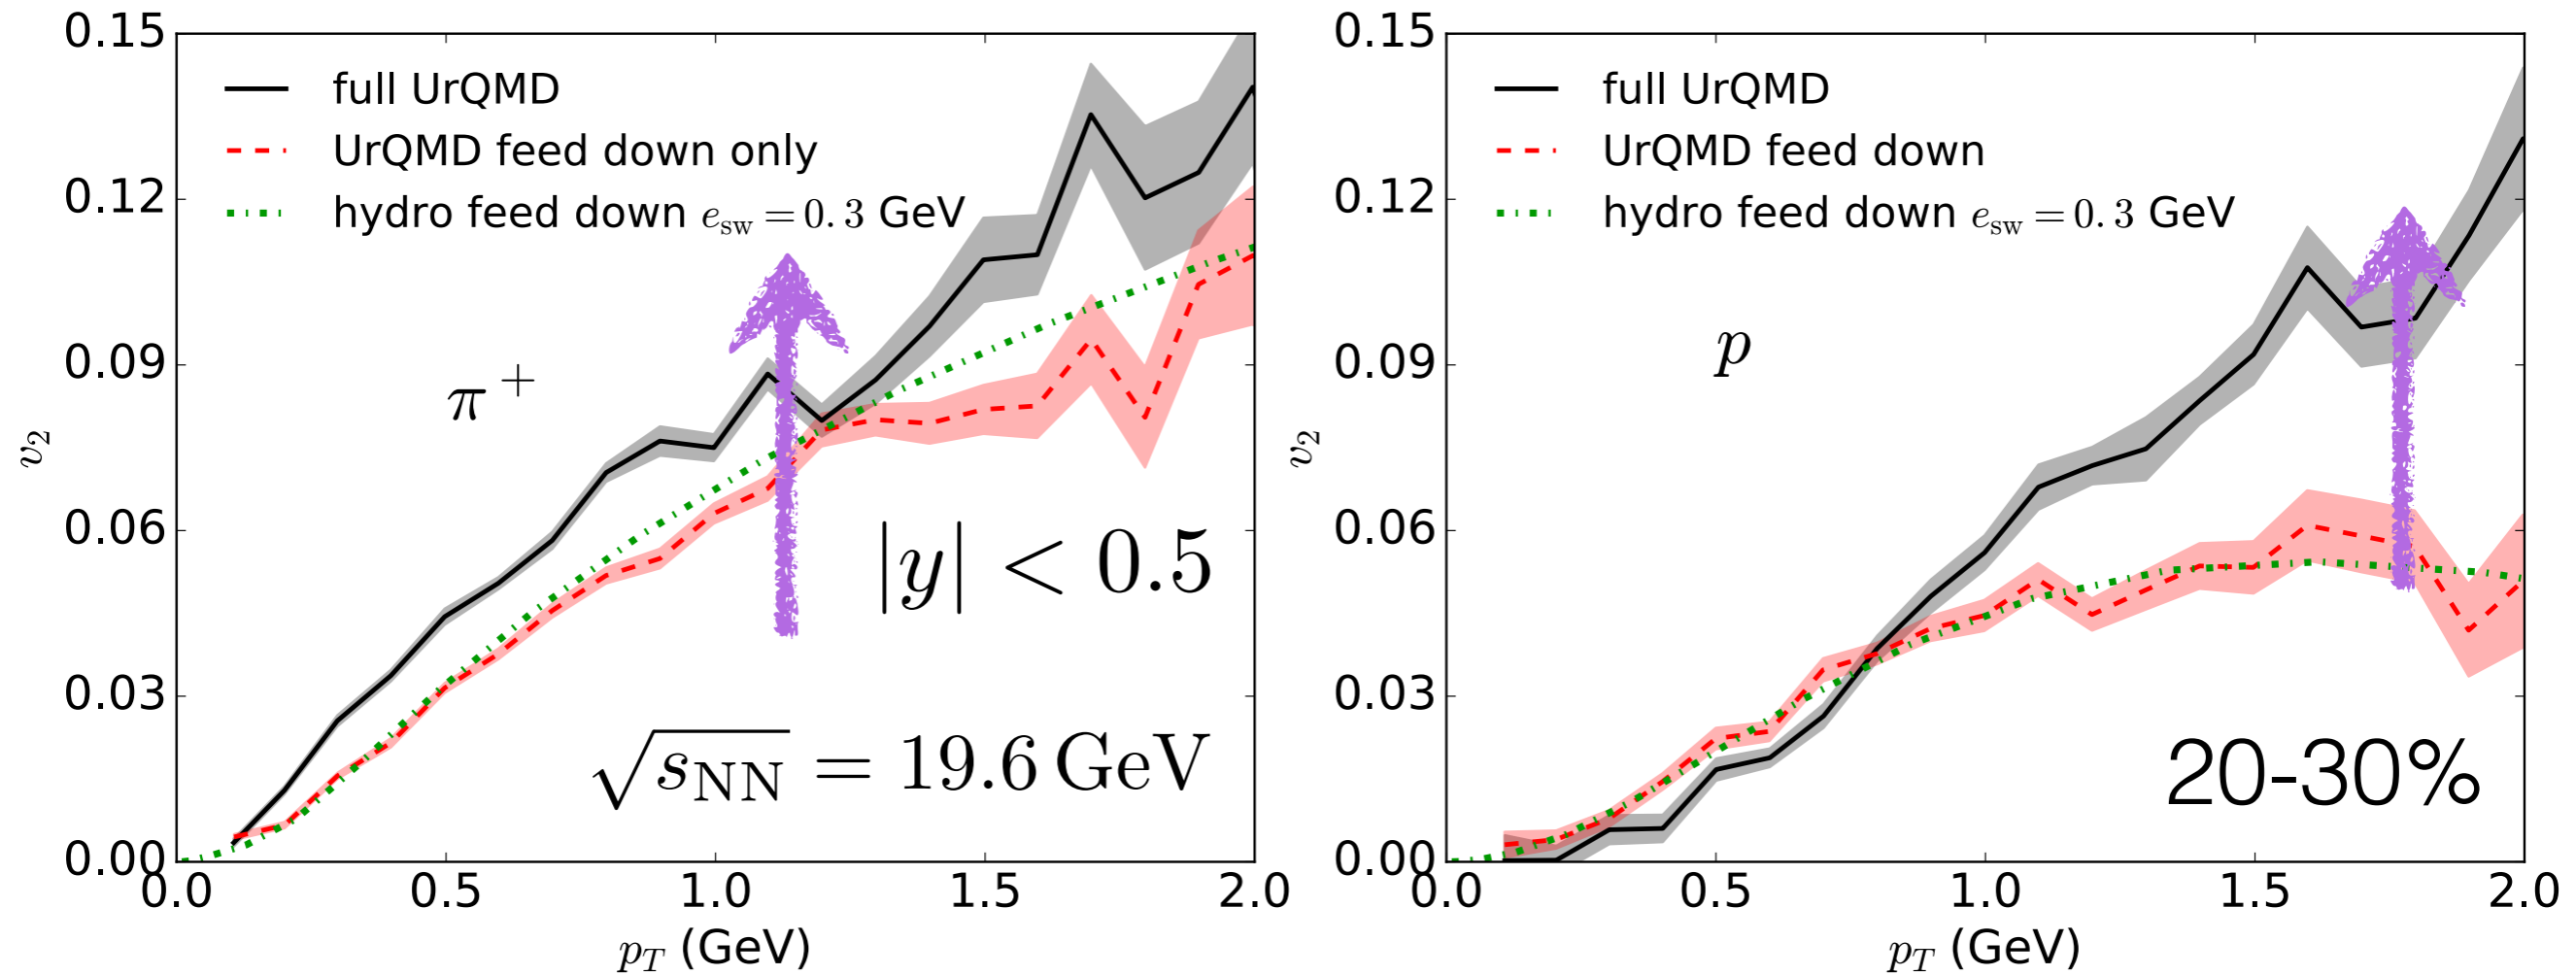 full UrQMD
UrQMD feed down only
hydro feed down e_sw = 0.3 GeV
π⁺
|y| < 0.5
√s_NN = 19.6 GeV
v₂
0.15
0.12
0.09
0.06
0.03
0.00
0.0 0.5 1.0 1.5 2.0
p_T (GeV)
full UrQMD
UrQMD feed down
hydro feed down e_sw = 0.3 GeV
p
20-30%
v₂
0.15
0.12
0.09
0.06
0.03
0.00
0.0 0.5 1.0 1.5 2.0
p_T (GeV)